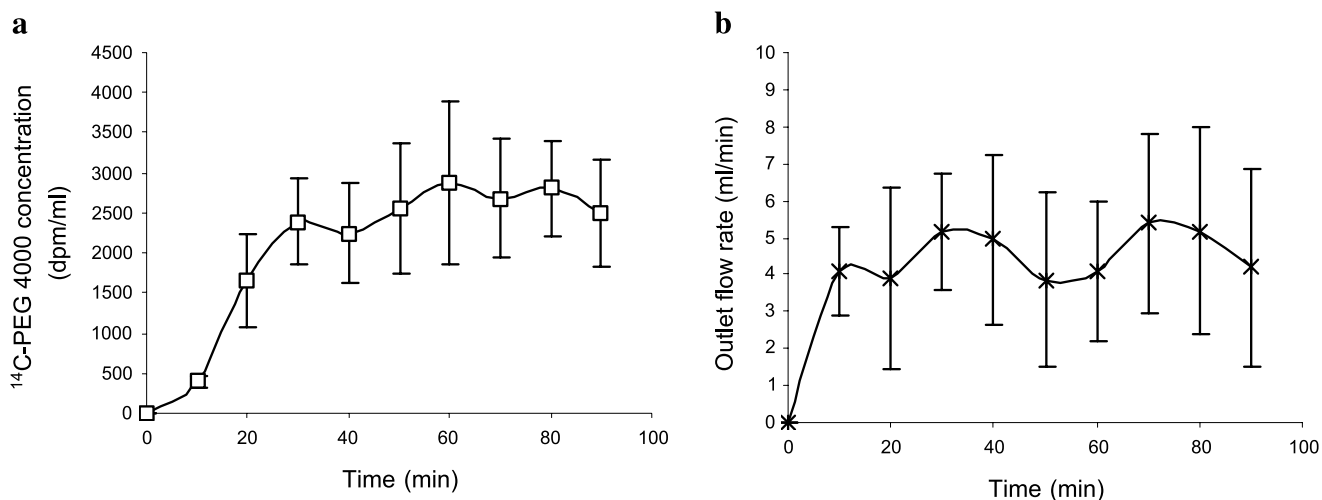 a
4500
4000
3500
3000
2500
2000
1500
1000
500
0
0 20 40 60 80 100
Time (min)
¹⁴C-PEG 4000 concentration
(dpm/ml)
b
10
9
8
7
6
5
4
3
2
1
0
0 20 40 60 80 100
Time (min)
Outlet flow rate (ml/min)